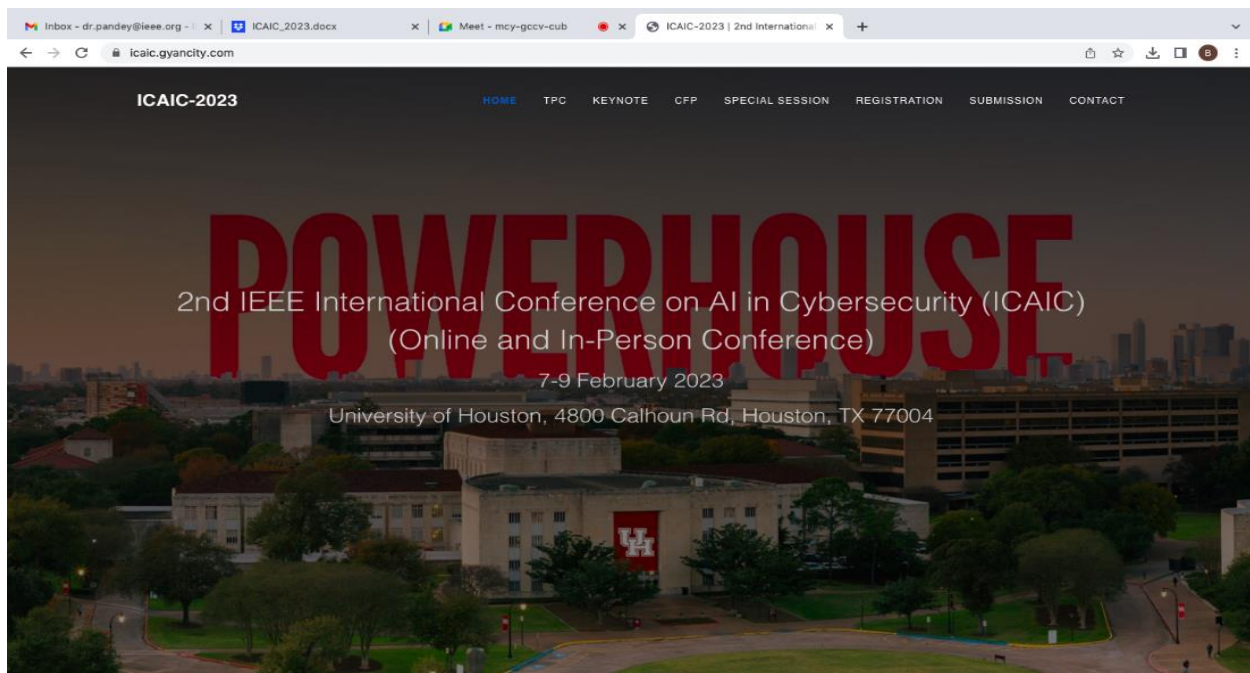 Inbox - dr.pandey@ieee.org -
ICAIC_2023.docx
Meet - mcy-gccv-cub
ICAIC-2023 | 2nd International
icaic.gyancity.com
B
ICAIC-2023
HOME TPC KEYNOTE CFP SPECIAL SESSION REGISTRATION SUBMISSION CONTACT
POWERHOUSE
2nd IEEE International Conference on AI in Cybersecurity (ICAIC)
(Online and In-Person Conference)
7-9 February 2023
University of Houston, 4800 Calhoun Rd, Houston, TX 77004
UH